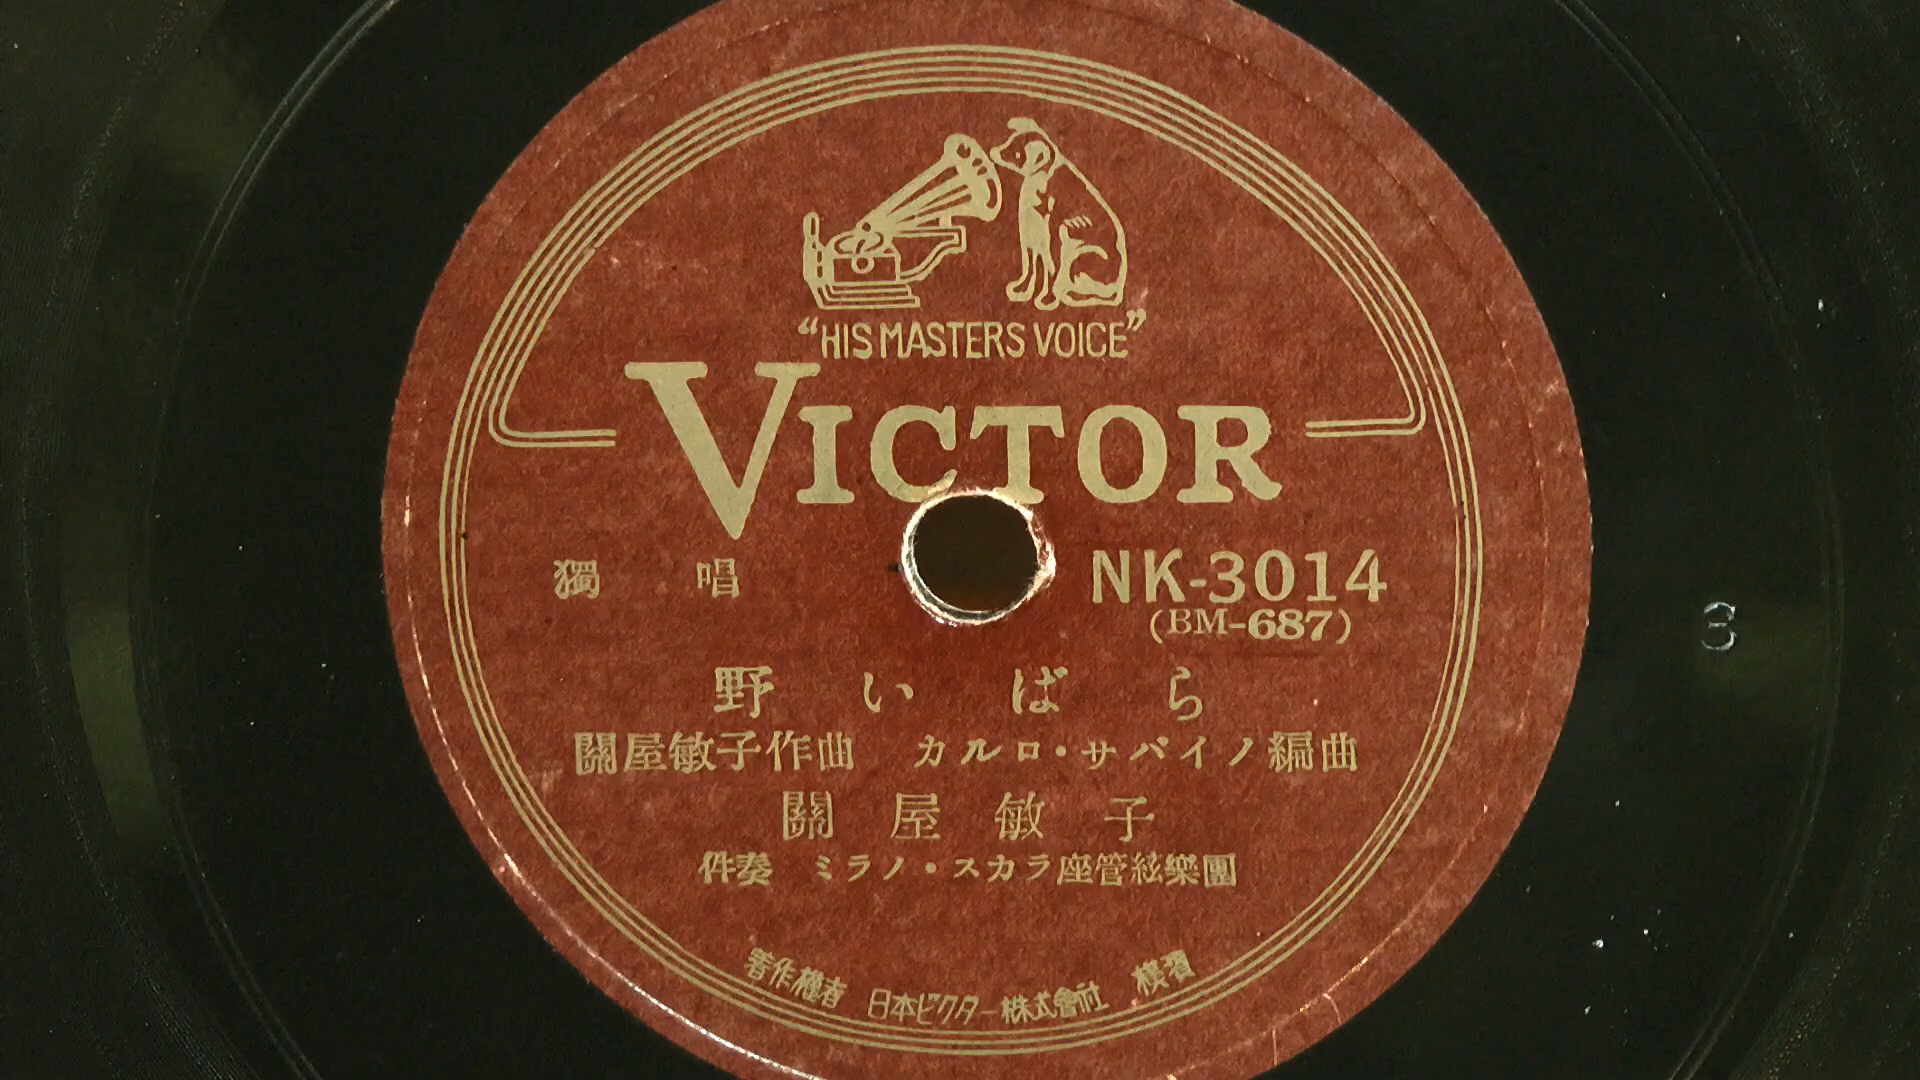 “HIS MASTERS VOICE”
VICTOR
獨唱
NK-3014
(BM-687)
野いばら
關屋敏子作曲 カルロ・サバイノ編曲
關屋敏子
伴奏 ミラノ・スカラ座管絃樂團
著作權者 日本ビクター株式會社 横濱
3